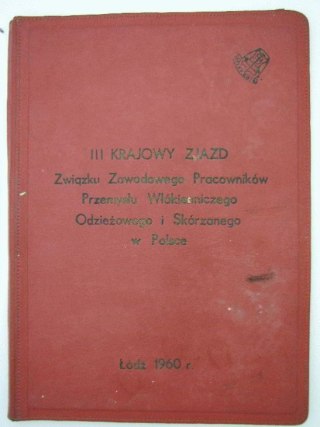 III KRAJOWY ZJAZD
Związku Zawodowego Pracowników
Przemysłu Włókienniczego
Odzieżowego i Skórzanego
w Polsce
Łódź 1960 r.